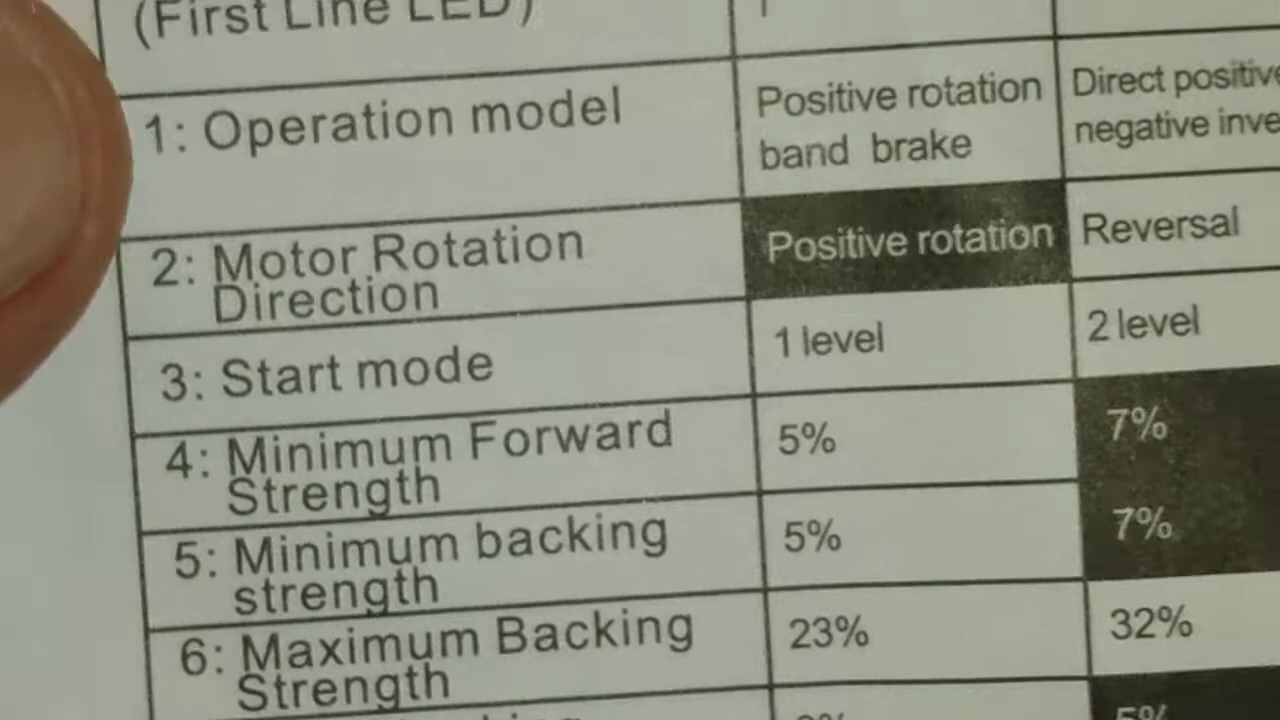 (First Line LED)
1: Operation model
Positive rotation
band brake
Direct positive
negative
2: Motor Rotation
Direction
Positive rotation
Reversal
3: Start mode
1 level
2 level
4: Minimum Forward
Strength
5%
7%
5: Minimum backing
strength
5%
7%
6: Maximum Backing
Strength
23%
32%
5%